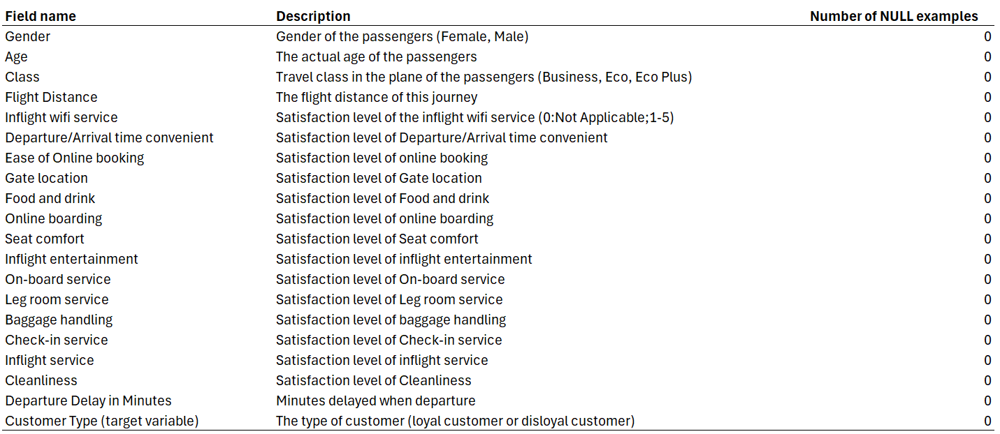 Field name Description Number of NULL examples
Gender Gender of the passengers (Female, Male) 0
Age The actual age of the passengers 0
Class Travel class in the plane of the passengers (Business, Eco, Eco Plus) 0
Flight Distance The flight distance of this journey 0
Inflight wifi service Satisfaction level of the inflight wifi service (0:Not Applicable;1-5) 0
Departure/Arrival time convenient Satisfaction level of Departure/Arrival time convenient 0
Ease of Online booking Satisfaction level of online booking 0
Gate location Satisfaction level of Gate location 0
Food and drink Satisfaction level of Food and drink 0
Online boarding Satisfaction level of online boarding 0
Seat comfort Satisfaction level of Seat comfort 0
Inflight entertainment Satisfaction level of inflight entertainment 0
On-board service Satisfaction level of On-board service 0
Leg room service Satisfaction level of Leg room service 0
Baggage handling Satisfaction level of baggage handling 0
Check-in service Satisfaction level of Check-in service 0
Inflight service Satisfaction level of inflight service 0
Cleanliness Satisfaction level of Cleanliness 0
Departure Delay in Minutes Minutes delayed when departure 0
Customer Type (target variable) The type of customer (loyal customer or disloyal customer) 0